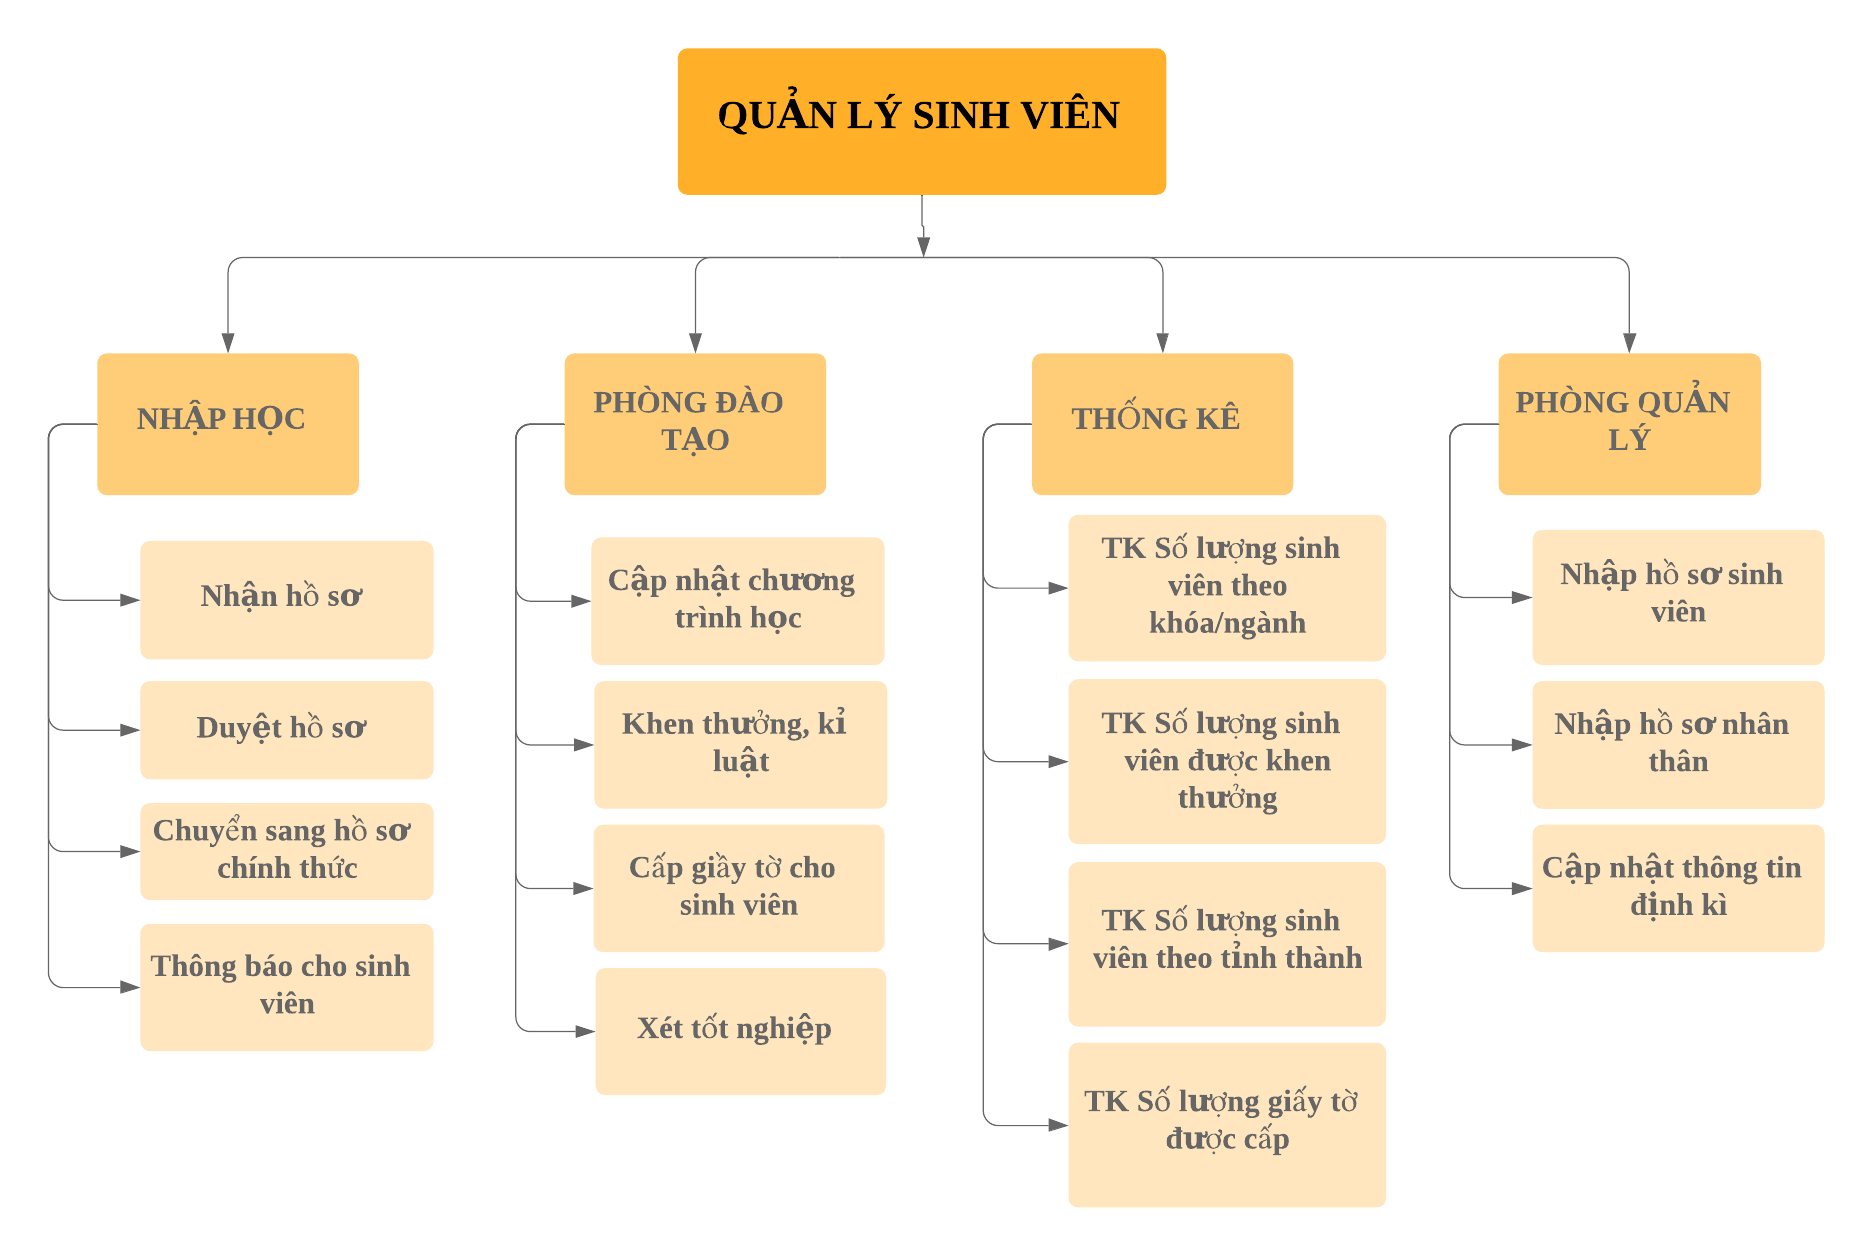 QUẢN LÝ SINH VIÊN
NHẬP HỌC
Nhận hồ sơ
Duyệt hồ sơ
Chuyển sang hồ sơ
chính thức
Thông báo cho sinh
viên
PHÒNG ĐÀO
TẠO
Cập nhật chương
trình học
Khen thưởng, kỉ
luật
Cấp giầy tờ cho
sinh viên
Xét tốt nghiệp
THỐNG KÊ
TK Số lượng sinh
viên theo
khóa/ngành
TK Số lượng sinh
viên được khen
thưởng
TK Số lượng sinh
viên theo tỉnh thành
TK Số lượng giấy tờ
được cấp
PHÒNG QUẢN
LÝ
Nhập hồ sơ sinh
viên
Nhập hồ sơ nhân
thân
Cập nhật thông tin
định kì